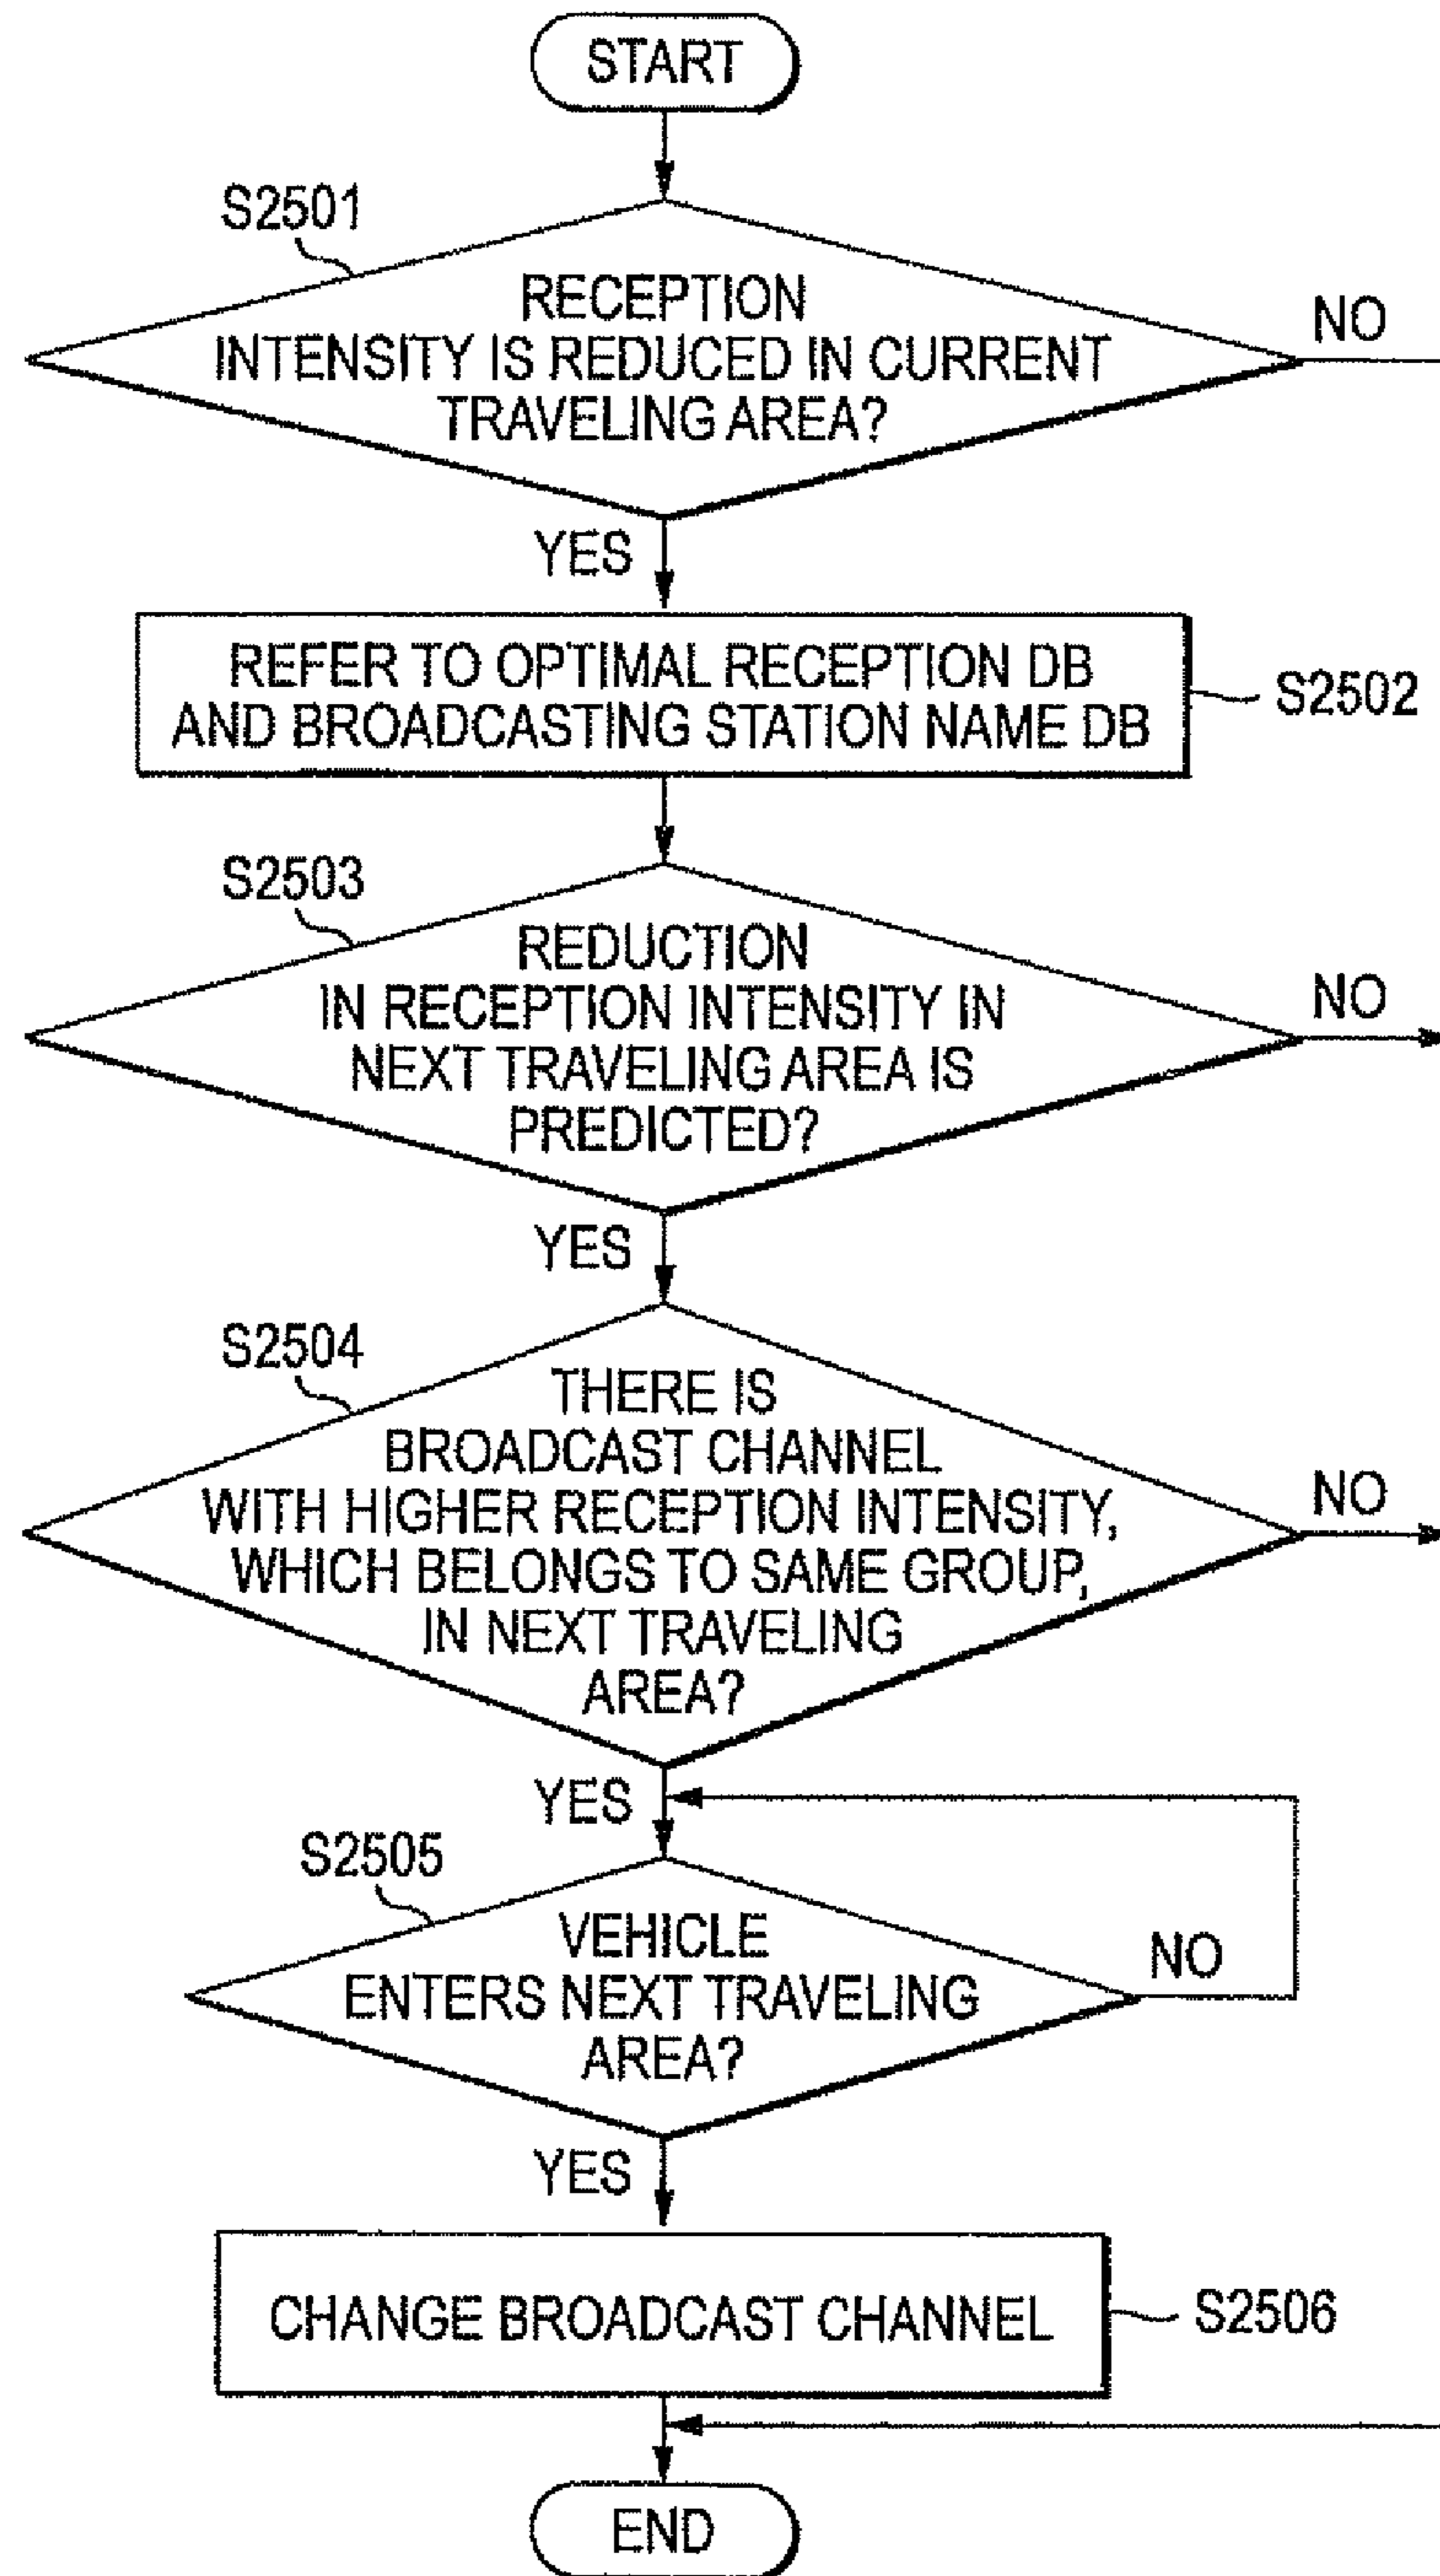 START
S2501
RECEPTION
INTENSITY IS REDUCED IN CURRENT
TRAVELING AREA?
NO
YES
REFER TO OPTIMAL RECEPTION DB
AND BROADCASTING STATION NAME DB
S2502
S2503
REDUCTION
IN RECEPTION INTENSITY IN
NEXT TRAVELING AREA IS
PREDICTED?
NO
YES
S2504
THERE IS
BROADCAST CHANNEL
WITH HIGHER RECEPTION INTENSITY,
WHICH BELONGS TO SAME GROUP,
IN NEXT TRAVELING
AREA?
NO
YES
S2505
VEHICLE
ENTERS NEXT TRAVELING
AREA?
NO
YES
CHANGE BROADCAST CHANNEL
S2506
END